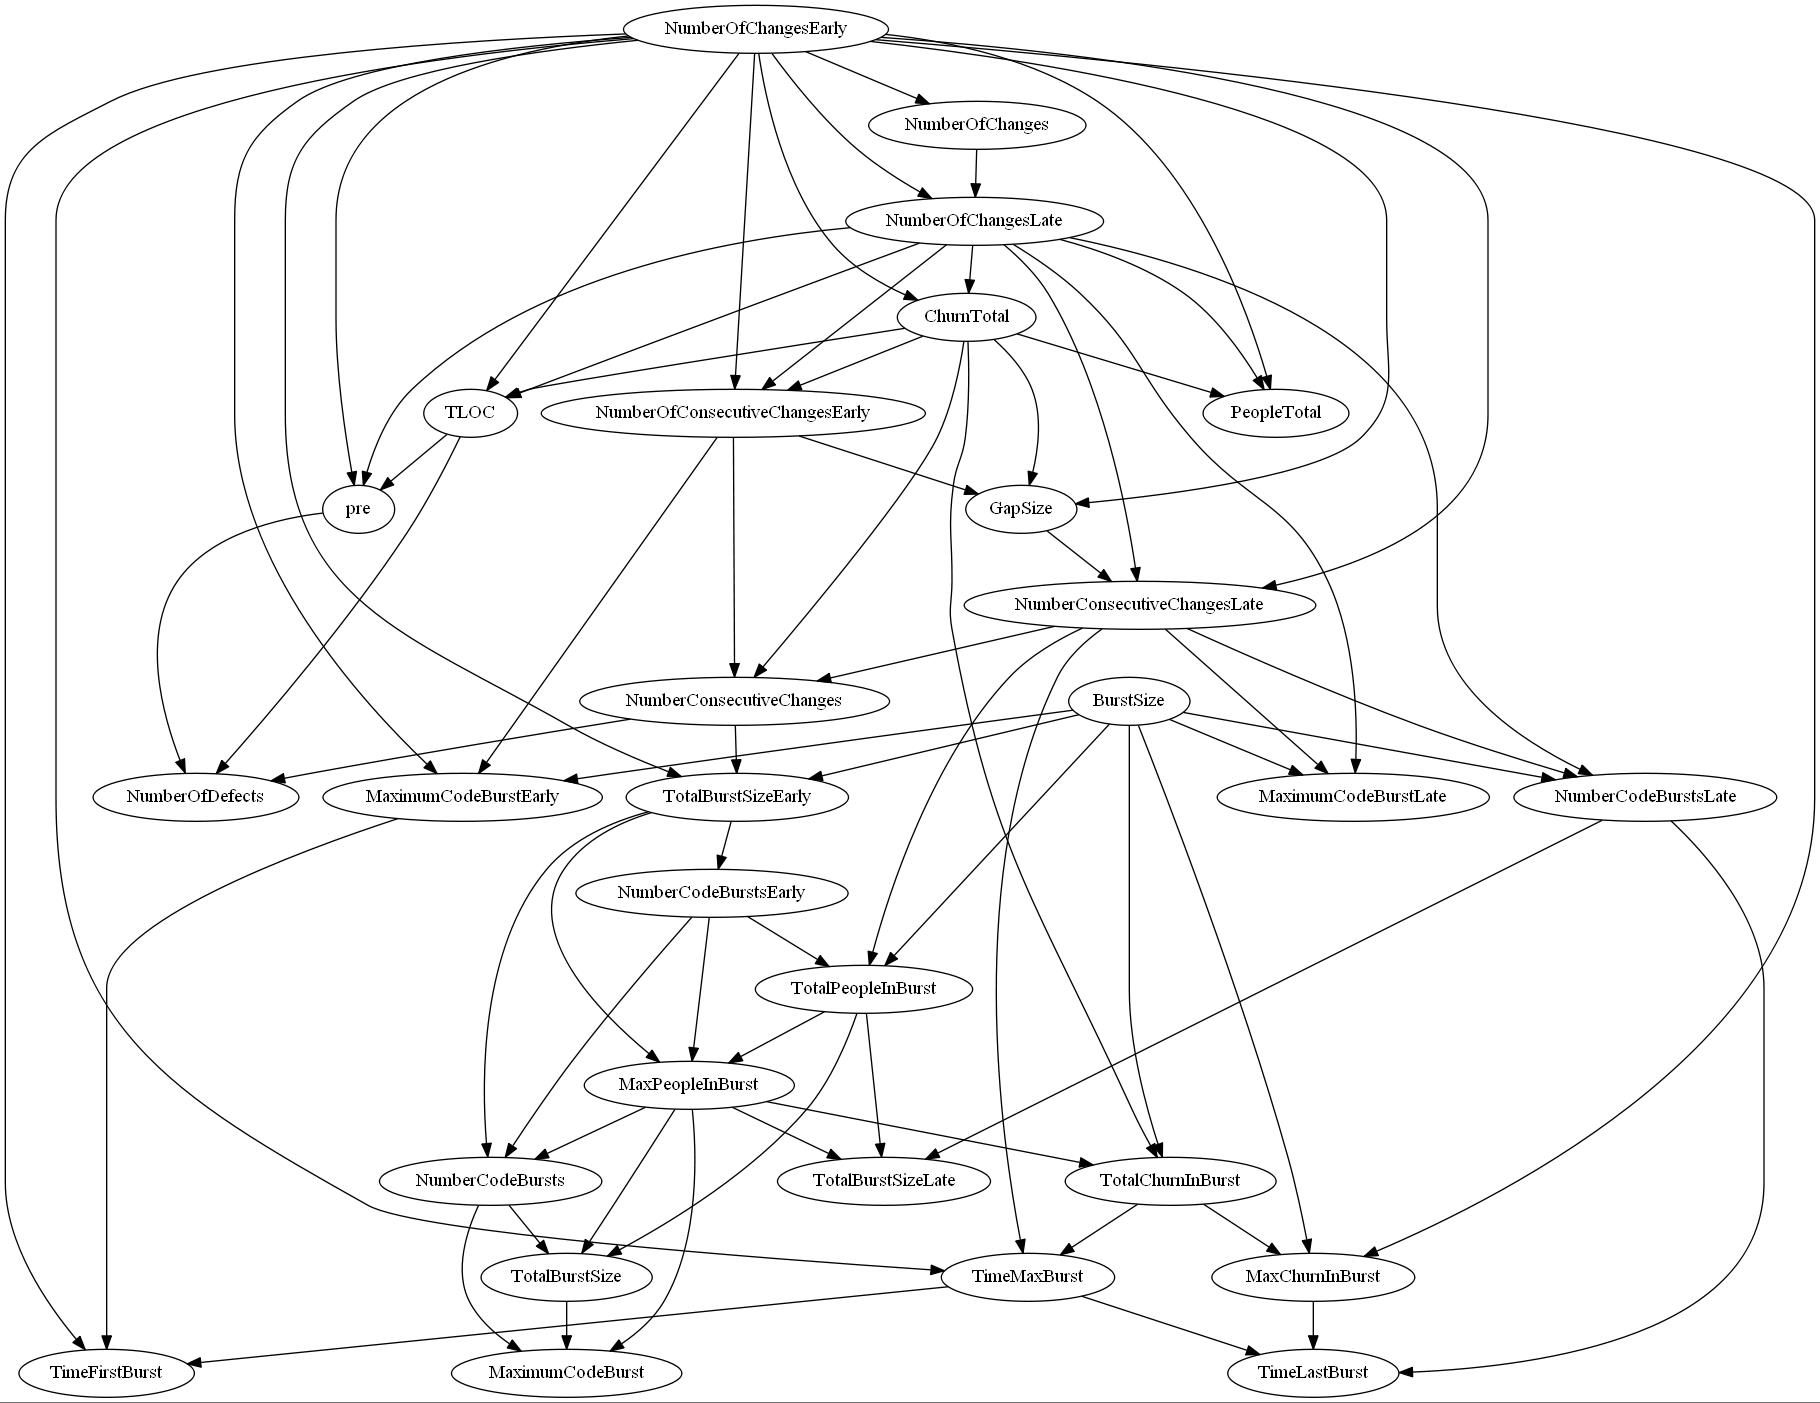 NumberOfChangesEarly
NumberOfChanges
NumberOfChangesLate
ChurnTotal
TLOC
NumberOfConsecutiveChangesEarly
PeopleTotal
pre
GapSize
NumberConsecutiveChangesLate
NumberConsecutiveChanges
BurstSize
NumberOfDefects
MaximumCodeBurstEarly
TotalBurstSizeEarly
MaximumCodeBurstLate
NumberCodeBurstsLate
NumberCodeBurstsEarly
TotalPeopleInBurst
MaxPeopleInBurst
NumberCodeBursts
TotalBurstSizeLate
TotalChurnInBurst
TotalBurstSize
TimeMaxBurst
MaxChurnInBurst
TimeFirstBurst
MaximumCodeBurst
TimeLastBurst